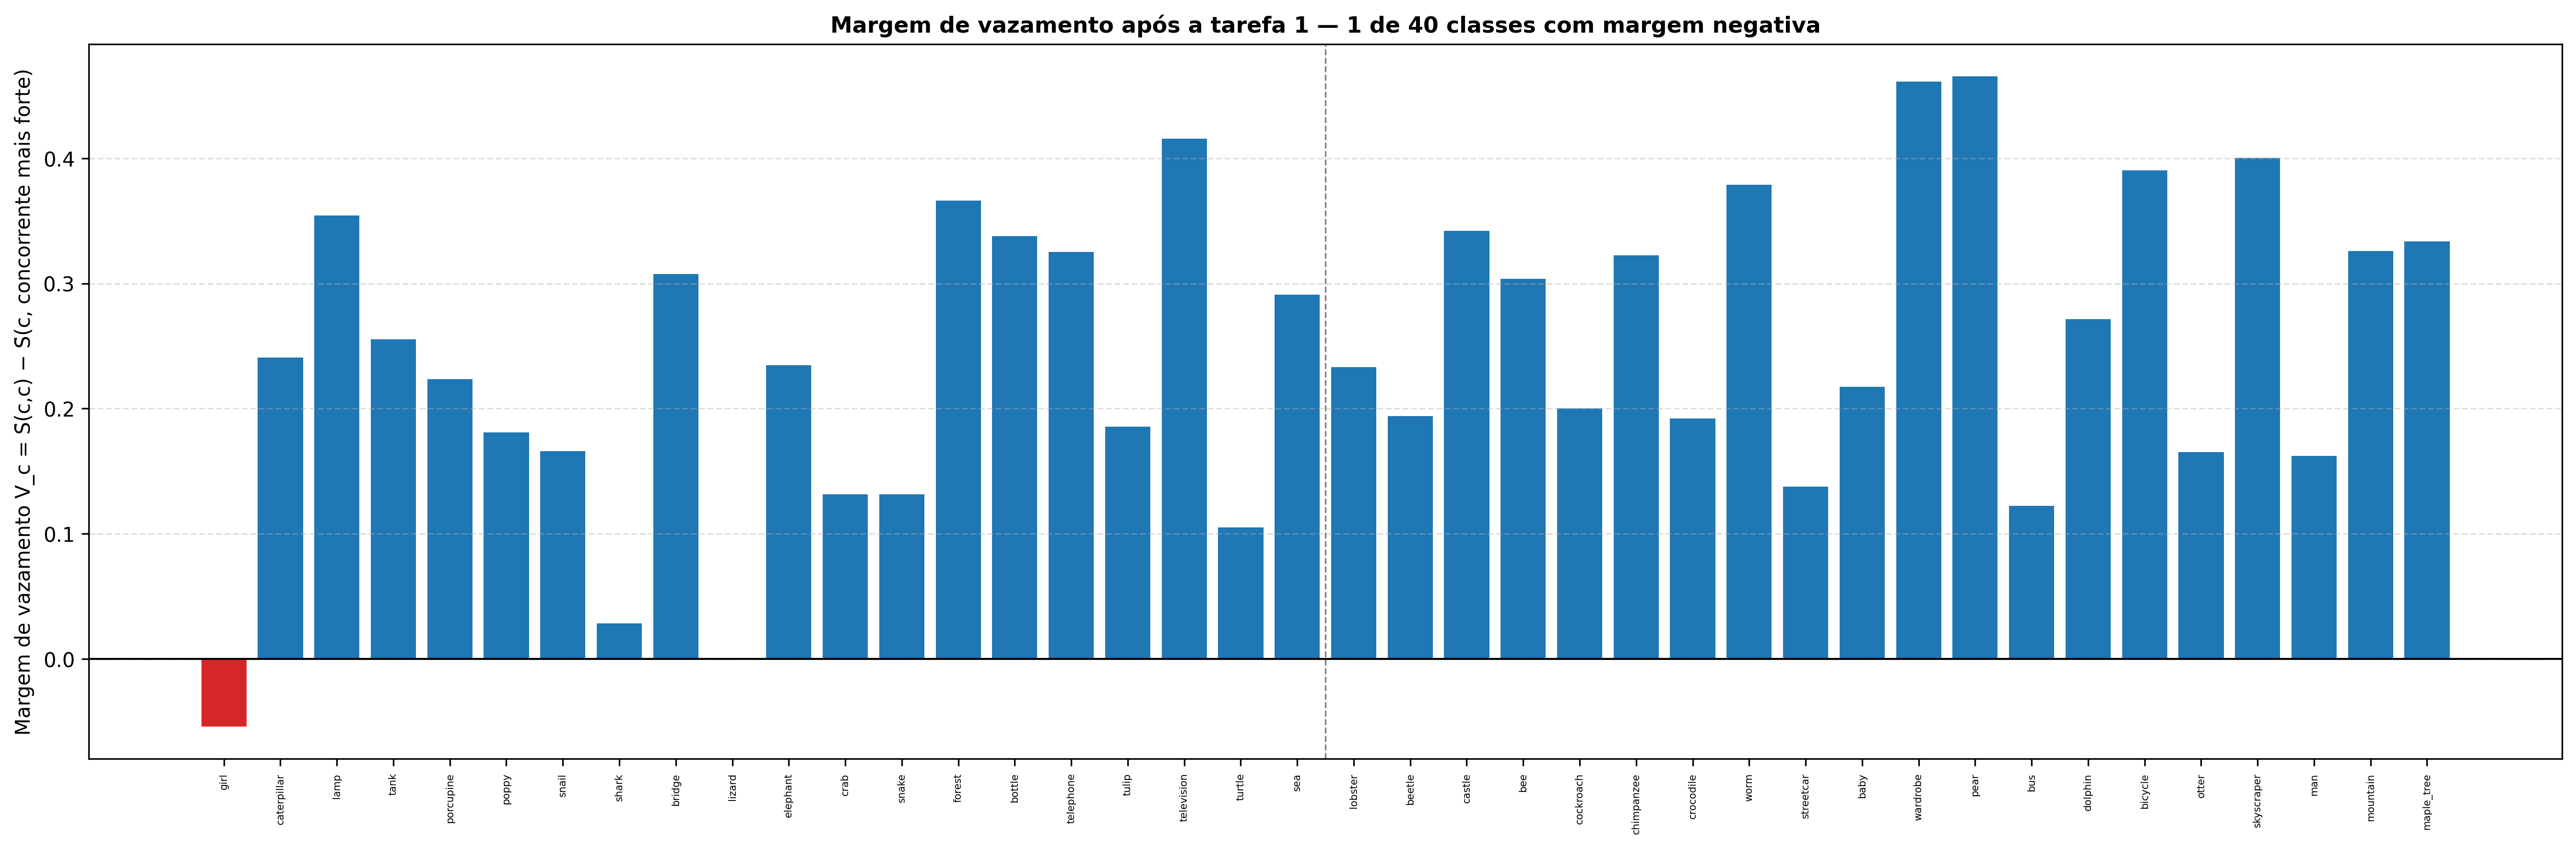 Margem de vazamento após a tarefa 1 — 1 de 40 classes com margem negativa
Margem de vazamento V_c = S(c,c) − S(c, concorrente mais forte)
0.4
0.3
0.2
0.1
0.0
girl
caterpillar
lamp
tank
porcupine
poppy
snail
shark
bridge
lizard
elephant
crab
snake
forest
bottle
telephone
tulip
television
turtle
sea
lobster
beetle
castle
bee
cockroach
chimpanzee
crocodile
worm
streetcar
baby
wardrobe
pear
bus
dolphin
bicycle
otter
skyscraper
man
mountain
maple_tree